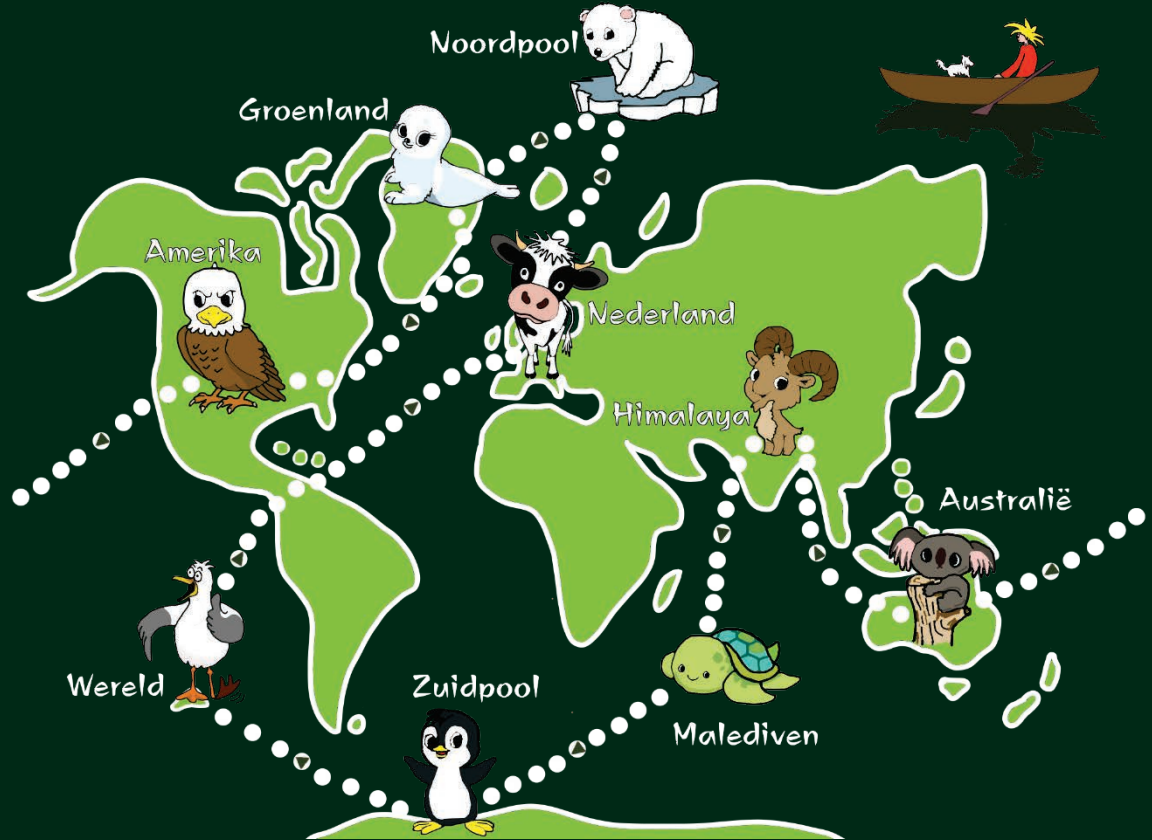 Noordpool
Groenland
Amerika
Nederland
Himalaya
Australië
Wereld
Zuidpool
Malediven